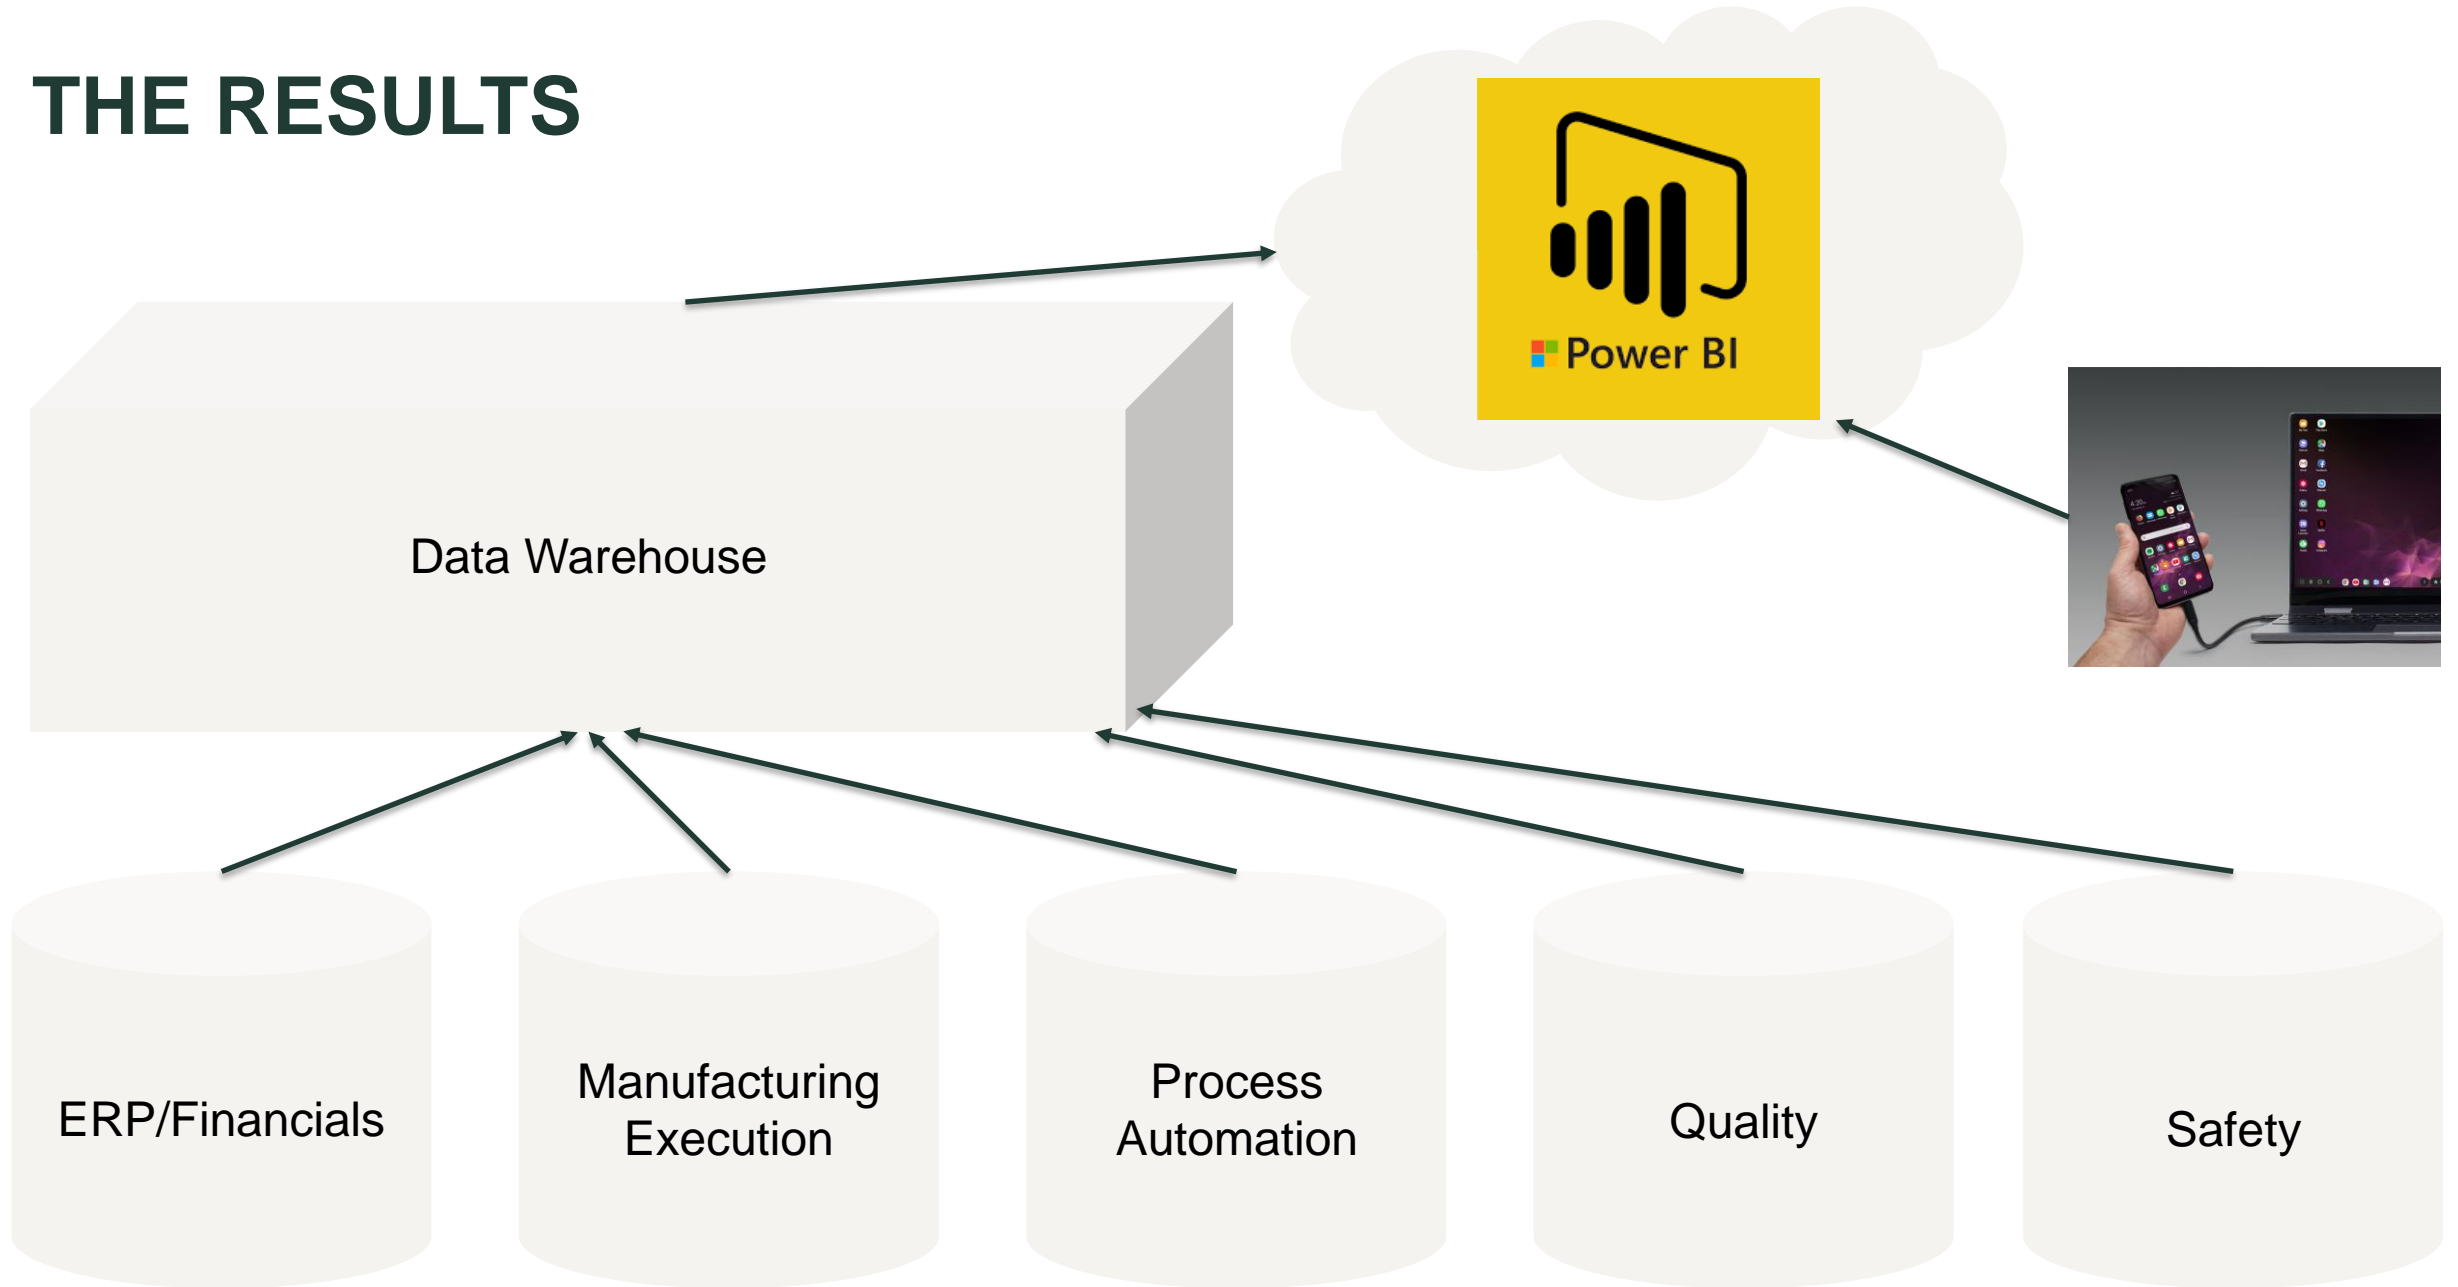 THE RESULTS
Power BI
Data Warehouse
ERP/Financials
Manufacturing
Execution
Process
Automation
Quality
Safety